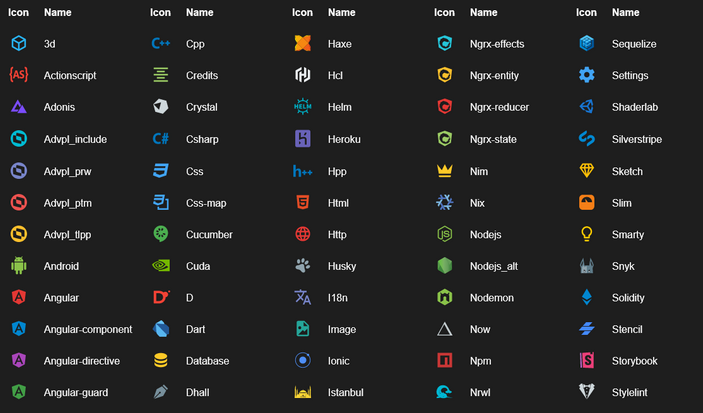 Icon Name Icon Name Icon Name Icon Name Icon Name
3d Cpp Haxe Ngrx-effects Sequelize
{AS} Actionscript Credits Hcl Ngrx-entity Settings
Adonis Crystal HELM Helm Ngrx-reducer Shaderlab
Advpl_include C# Csharp Heroku Ngrx-state Silverstripe
Advpl_prw Css h++ Hpp Nim Sketch
Advpl_ptm Css-map Html Nix Slim
Advpl_tlpp Cucumber Http Nodejs Smarty
Android Cuda Husky Nodejs_alt Snyk
Angular D I18n Nodemon Solidity
Angular-component Dart Image Now Stencil
Angular-directive Database Ionic Npm Storybook
Angular-guard Dhall Istanbul Nrwl Stylelint